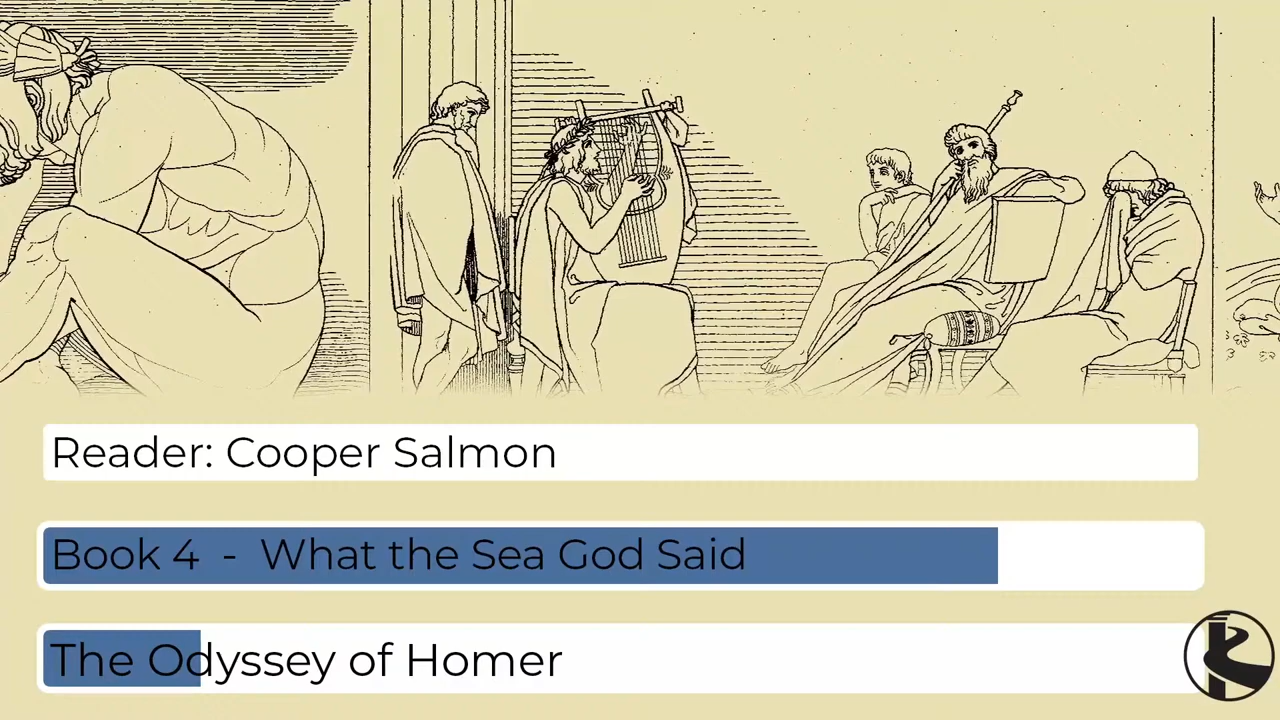 Reader: Cooper Salmon
Book 4 - What the Sea God Said
The Odyssey of Homer